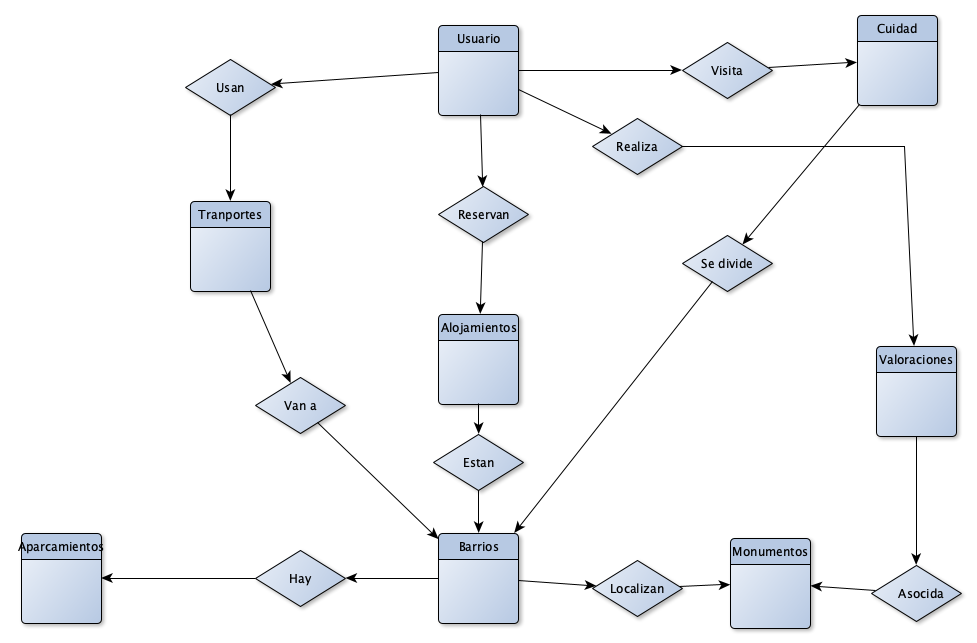 Cuidad
Usuario
Visita
Usan
Realiza
Tranportes
Reservan
Se divide
Alojamientos
Valoraciones
Van a
Estan
Aparcamientos
Barrios
Monumentos
Hay
Localizan
Asocida